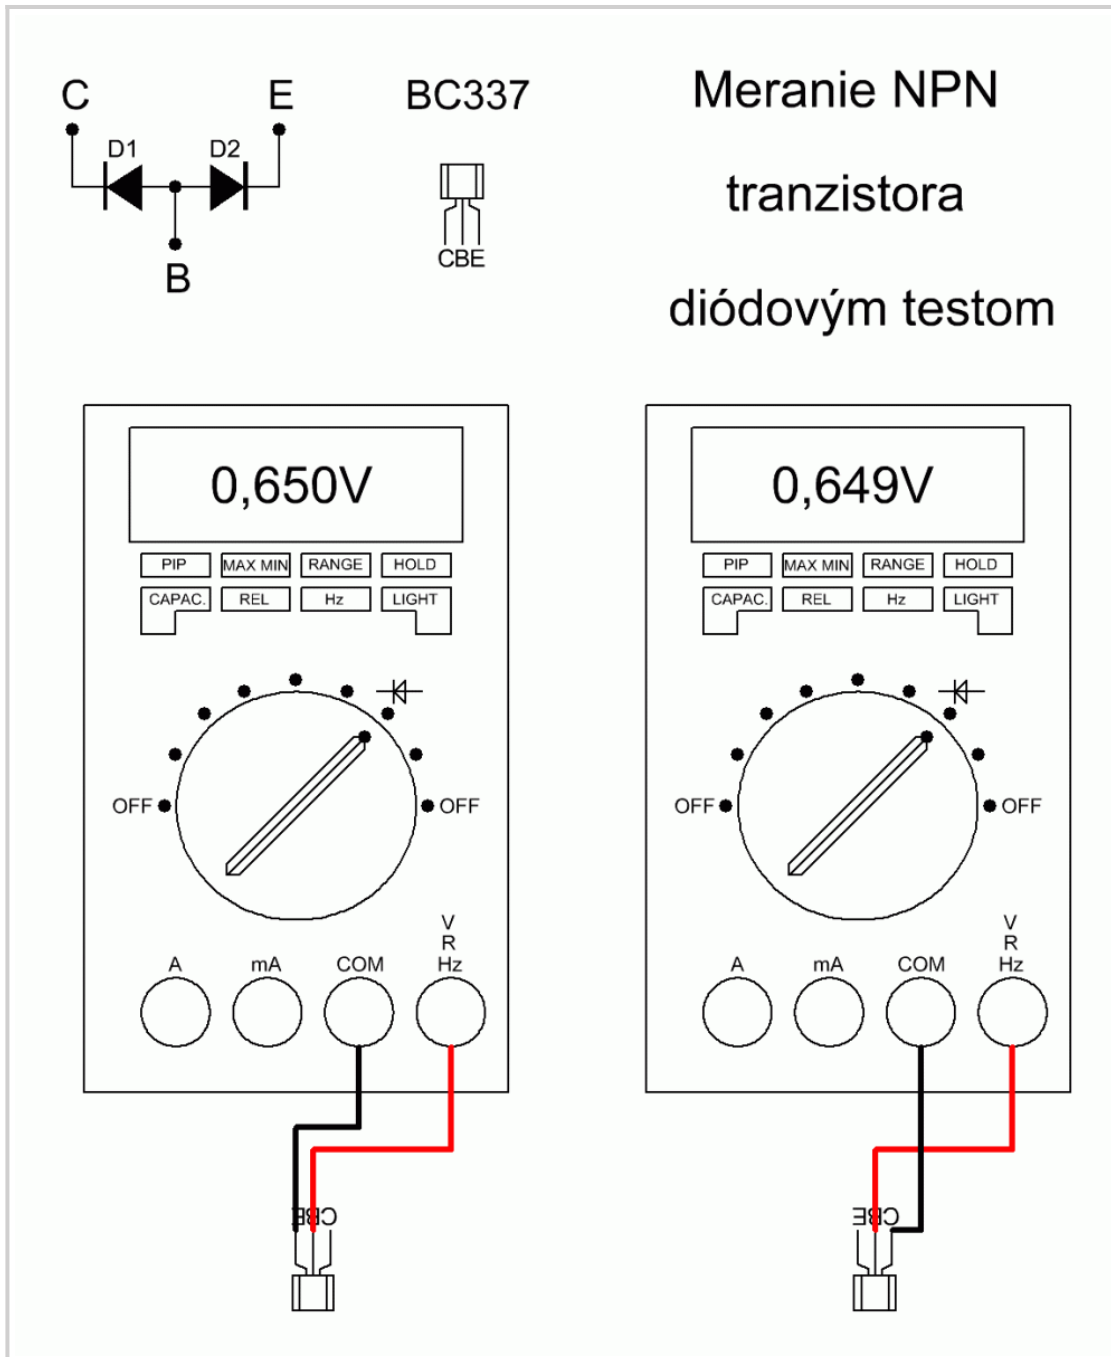 C E
D1 D2
B
BC337
CBE
Meranie NPN
tranzistora
diódovým testom
0,650V
PIP MAX MIN RANGE HOLD
CAPAC. REL Hz LIGHT
OFF OFF
V
R
A mA COM Hz
CBE
0,649V
PIP MAX MIN RANGE HOLD
CAPAC. REL Hz LIGHT
OFF OFF
V
R
A mA COM Hz
CBE